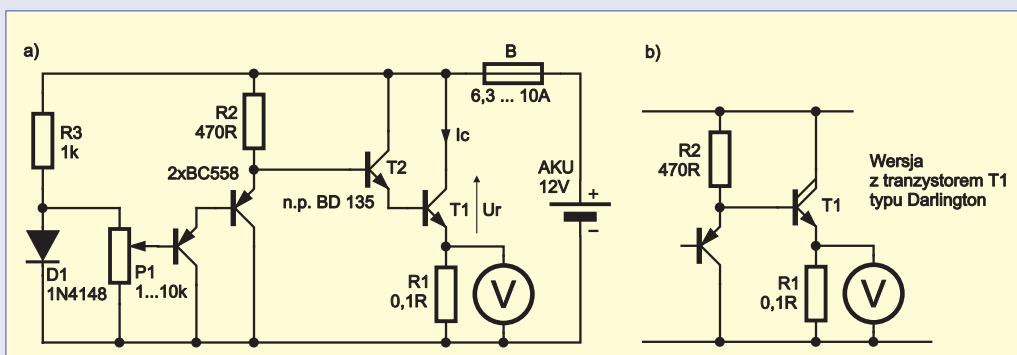 a)
B
6,3 ... 10A
R3
1k
R2
470R
Ic
2xBC558
T2
n.p. BD 135
T1
Ur
AKU
12V
+
−
D1
1N4148
P1
1...10k
R1
0,1R
V
b)
R2
470R
T1
Wersja
z tranzystorem T1
typu Darlington
R1
0,1R
V